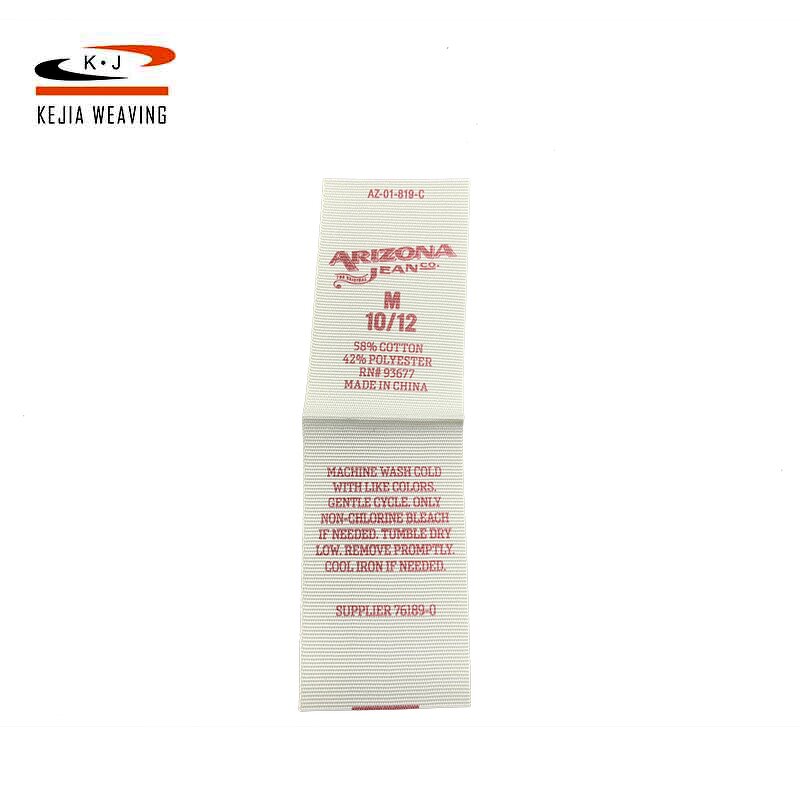 K·J
KEJIA WEAVING
AZ-01-819-C
ARIZONA
THE ORIGINAL
JEAN CO.
M
10/12
58% COTTON
42% POLYESTER
RN# 93677
MADE IN CHINA
MACHINE WASH COLD
WITH LIKE COLORS.
GENTLE CYCLE. ONLY
NON-CHLORINE BLEACH
IF NEEDED. TUMBLE DRY
LOW. REMOVE PROMPTLY.
COOL IRON IF NEEDED.
SUPPLIER 76189-0